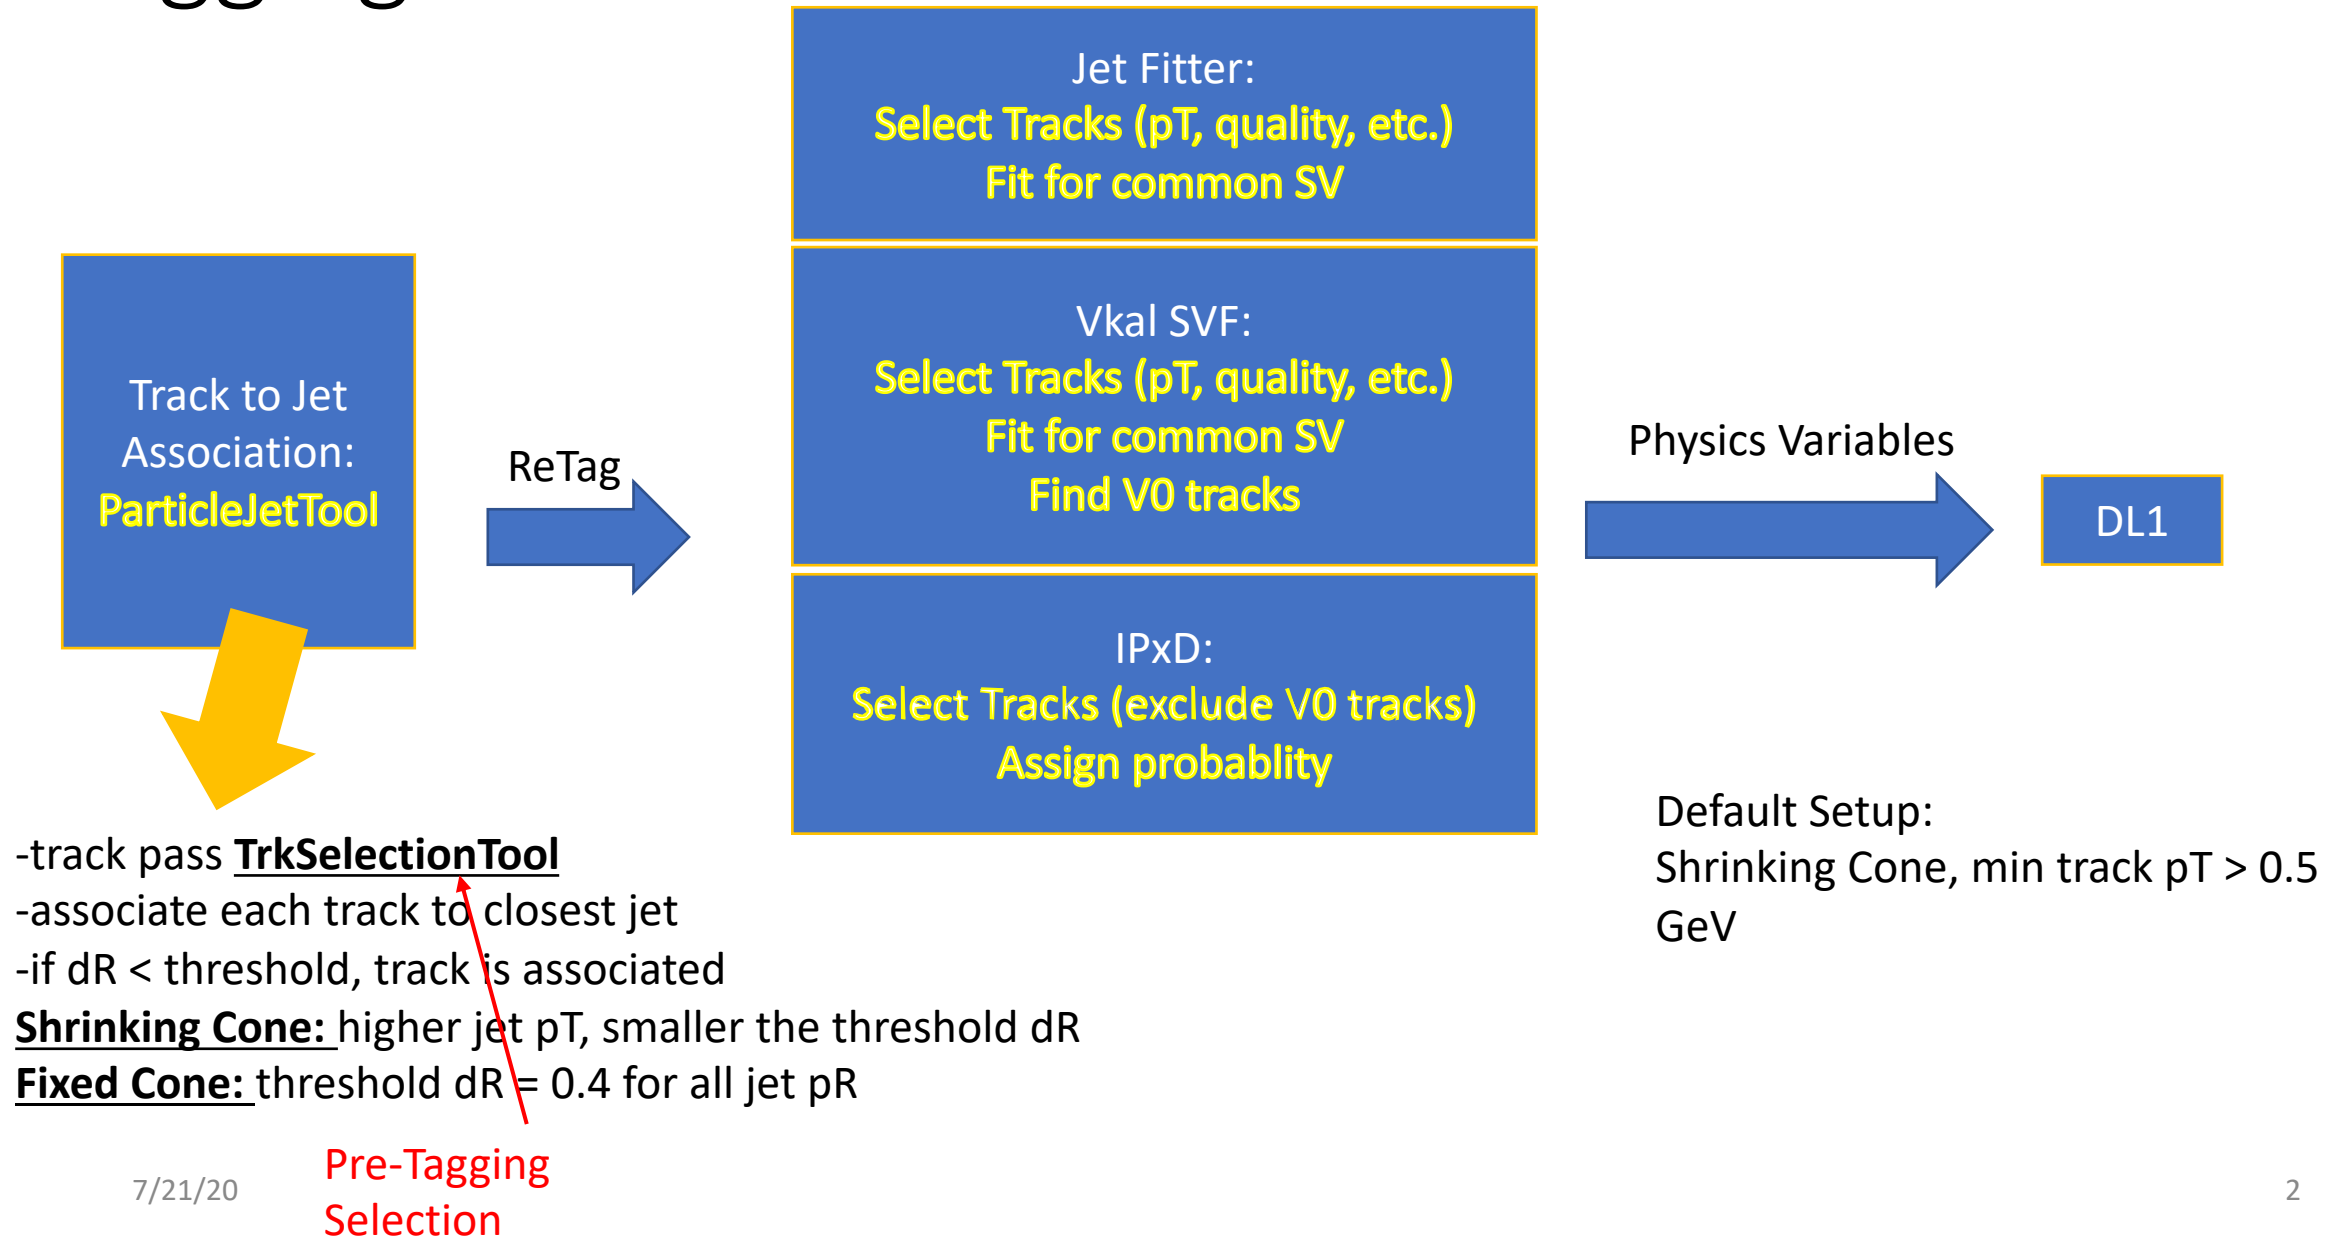 Jet Fitter:
Select Tracks (pT, quality, etc.)
Fit for common SV
Track to Jet
Association:
ParticleJetTool
ReTag
Vkal SVF:
Select Tracks (pT, quality, etc.)
Fit for common SV
Find V0 tracks
IPxD:
Select Tracks (exclude V0 tracks)
Assign probablity
Physics Variables
DL1
-track pass TrkSelectionTool
-associate each track to closest jet
-if dR < threshold, track is associated
Shrinking Cone: higher jet pT, smaller the threshold dR
Fixed Cone: threshold dR = 0.4 for all jet pR
Default Setup:
Shrinking Cone, min track pT > 0.5
GeV
Pre-Tagging
Selection
7/21/20
2